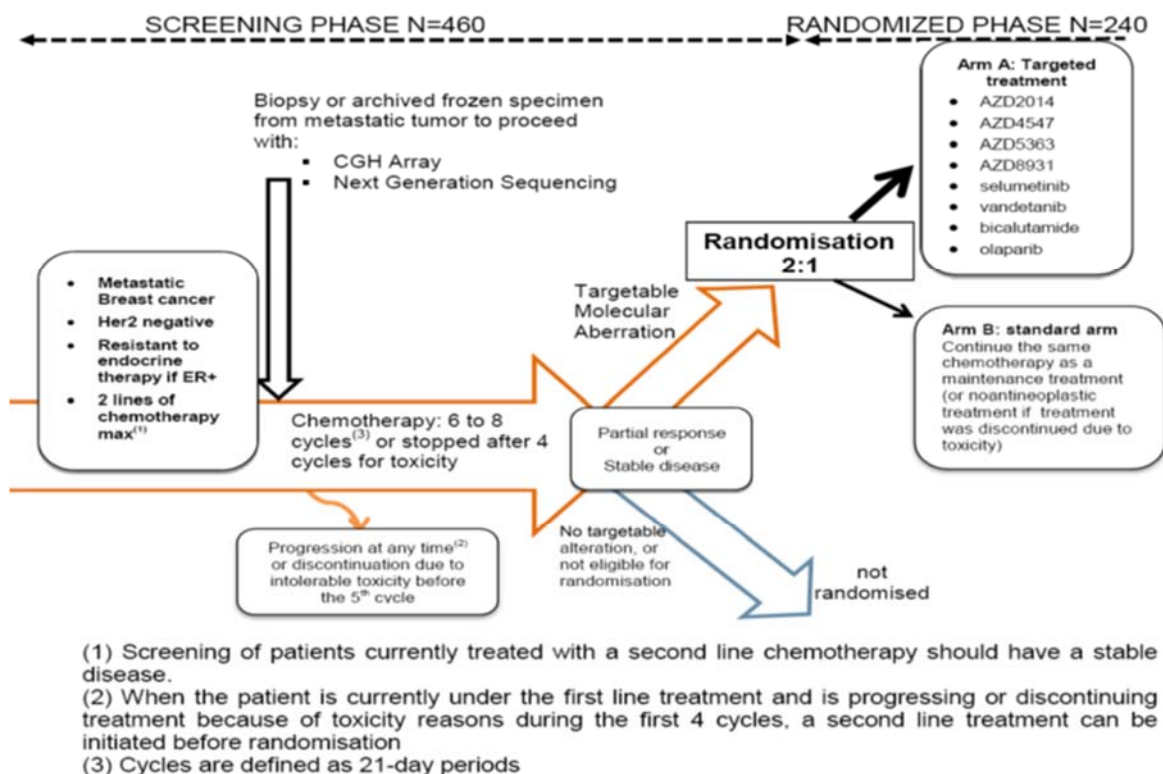 SCREENING PHASE N=460
RANDOMIZED PHASE N=240
Arm A: Targeted
treatment
• AZD2014
• AZD4547
• AZD5363
• AZD8931
• selumetinib
• vandetanib
• bicalutamide
• olaparib
Biopsy or archived frozen specimen
from metastatic tumor to proceed
with:
▪ CGH Array
▪ Next Generation Sequencing
Randomisation
2:1
• Metastatic
Breast cancer
• Her2 negative
• Resistant to
endocrine
therapy if ER+
• 2 lines of
chemotherapy
max(1)
Targetable
Molecular
Aberration
Arm B: standard arm
Continue the same
chemotherapy as a
maintenance treatment
(or noantineoplastic
treatment if treatment
was discontinued due to
toxicity)
Chemotherapy: 6 to 8
cycles(3) or stopped after 4
cycles for toxicity
Partial response
or
Stable disease
Progression at any time(2)
or discontinuation due to
intolerable toxicity before
the 5th cycle
No targetable
alteration, or
not eligible for
randomisation
not
randomised
(1) Screening of patients currently treated with a second line chemotherapy should have a stable
disease.
(2) When the patient is currently under the first line treatment and is progressing or discontinuing
treatment because of toxicity reasons during the first 4 cycles, a second line treatment can be
initiated before randomisation
(3) Cycles are defined as 21-day periods